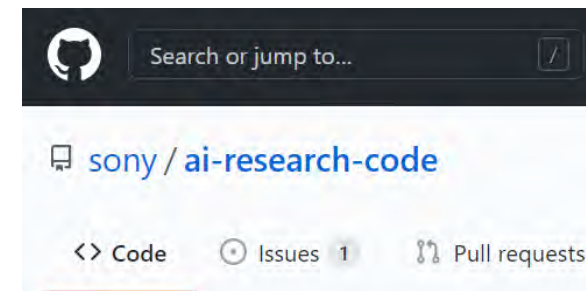 Search or jump to... /
sony / ai-research-code
<> Code Issues 1 Pull requests